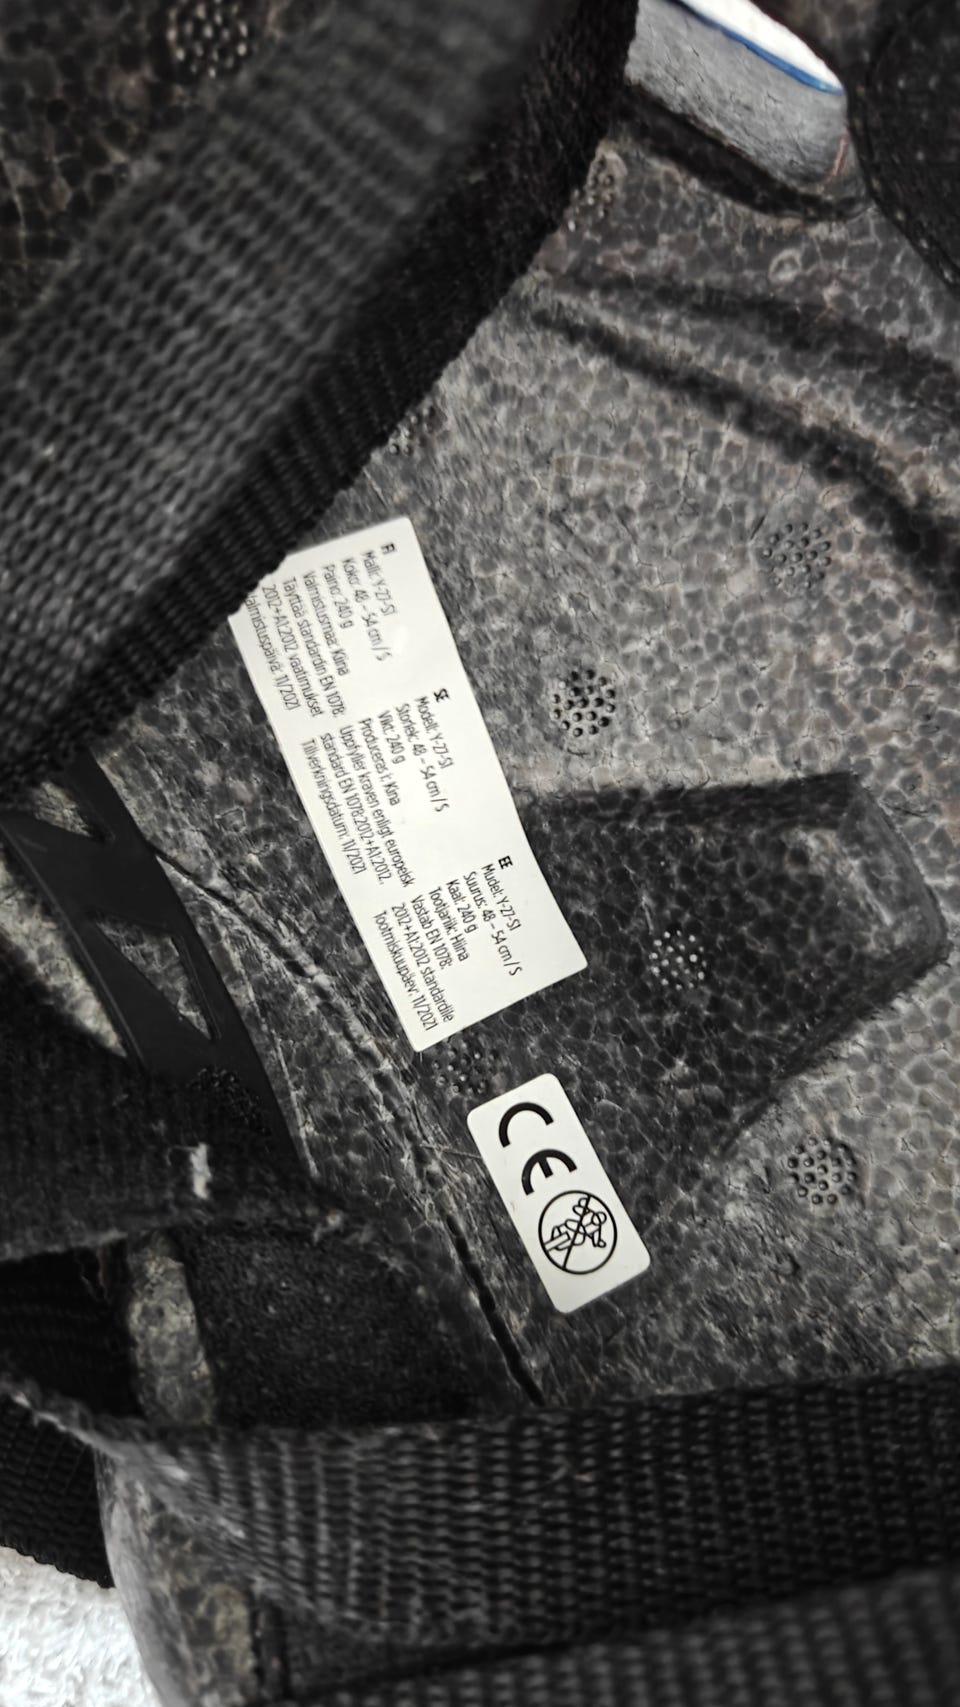 FI
Malli: Y-27-S1
Koko: 48 - 54 cm / S
Paino: 240 g
Valmistusmaa: Kiina
Täyttää standardin EN 1078:
2012+A1:2012 vaatimukset
Valmistuspäivä: 11/2021
SE
Modell: Y-27-S1
Storlek: 48 - 54 cm / S
Vikt: 240 g
Produceras i: Kina
Uppfyller kraven enligt europeisk
standard EN 1078:2012+A1:2012.
Tillverkningsdatum: 11/2021
EE
Mudel: Y-27-S1
Suurus: 48 - 54 cm / S
Kaal: 240 g
Tootjariik: Hiina
Vastab EN 1078:
2012+A1:2012 standardile
Tootmiskuupäev: 11/2021
CE